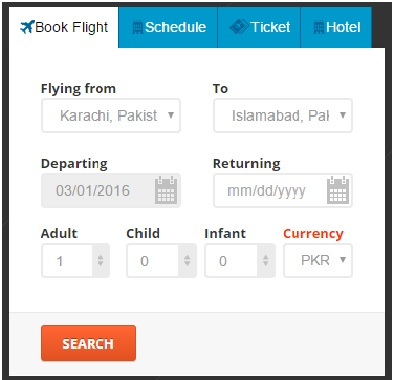 Book Flight Schedule Ticket Hotel
Flying from To
Karachi, Pakist Islamabad, Pak
Departing Returning
03/01/2016 mm/dd/yyyy
Adult Child Infant Currency
1 0 0 PKR
SEARCH